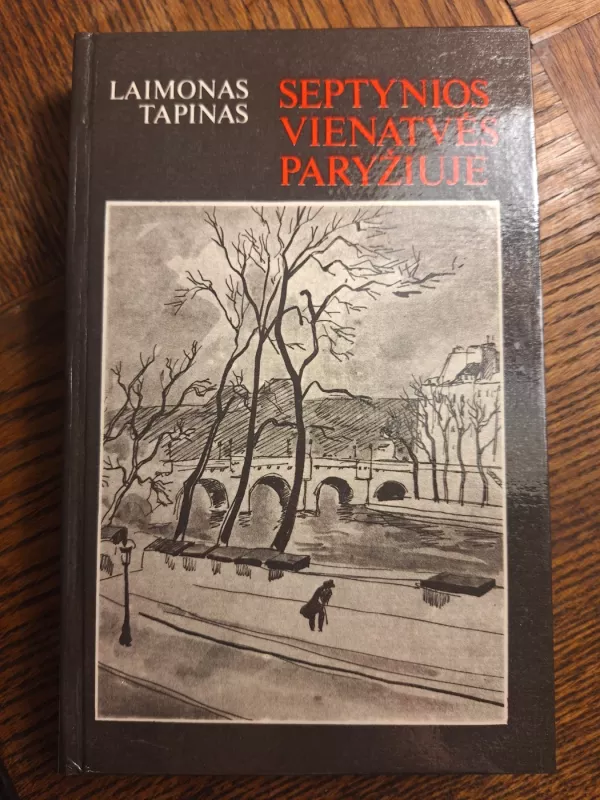 LAIMONAS
TAPINAS
SEPTYNIOS
VIENATVĖS
PARYŽIUJE